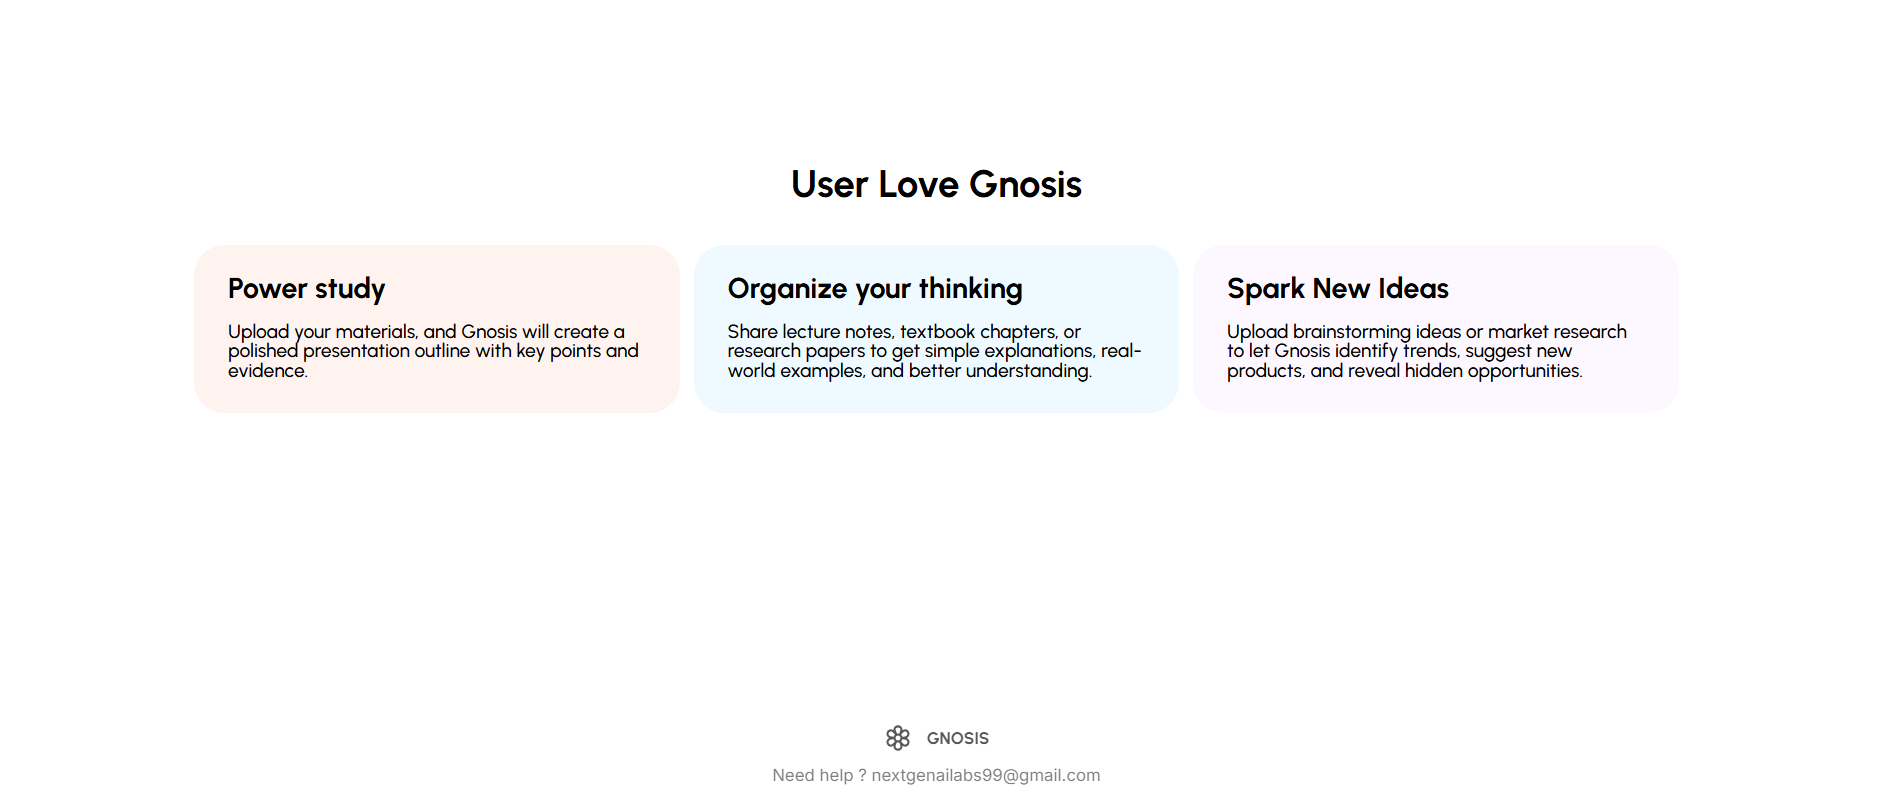 User Love Gnosis
Power study
Upload your materials, and Gnosis will create a
polished presentation outline with key points and
evidence.
Organize your thinking
Share lecture notes, textbook chapters, or
research papers to get simple explanations, real-
world examples, and better understanding.
Spark New Ideas
Upload brainstorming ideas or market research
to let Gnosis identify trends, suggest new
products, and reveal hidden opportunities.
GNOSIS
Need help ? nextgenailabs99@gmail.com